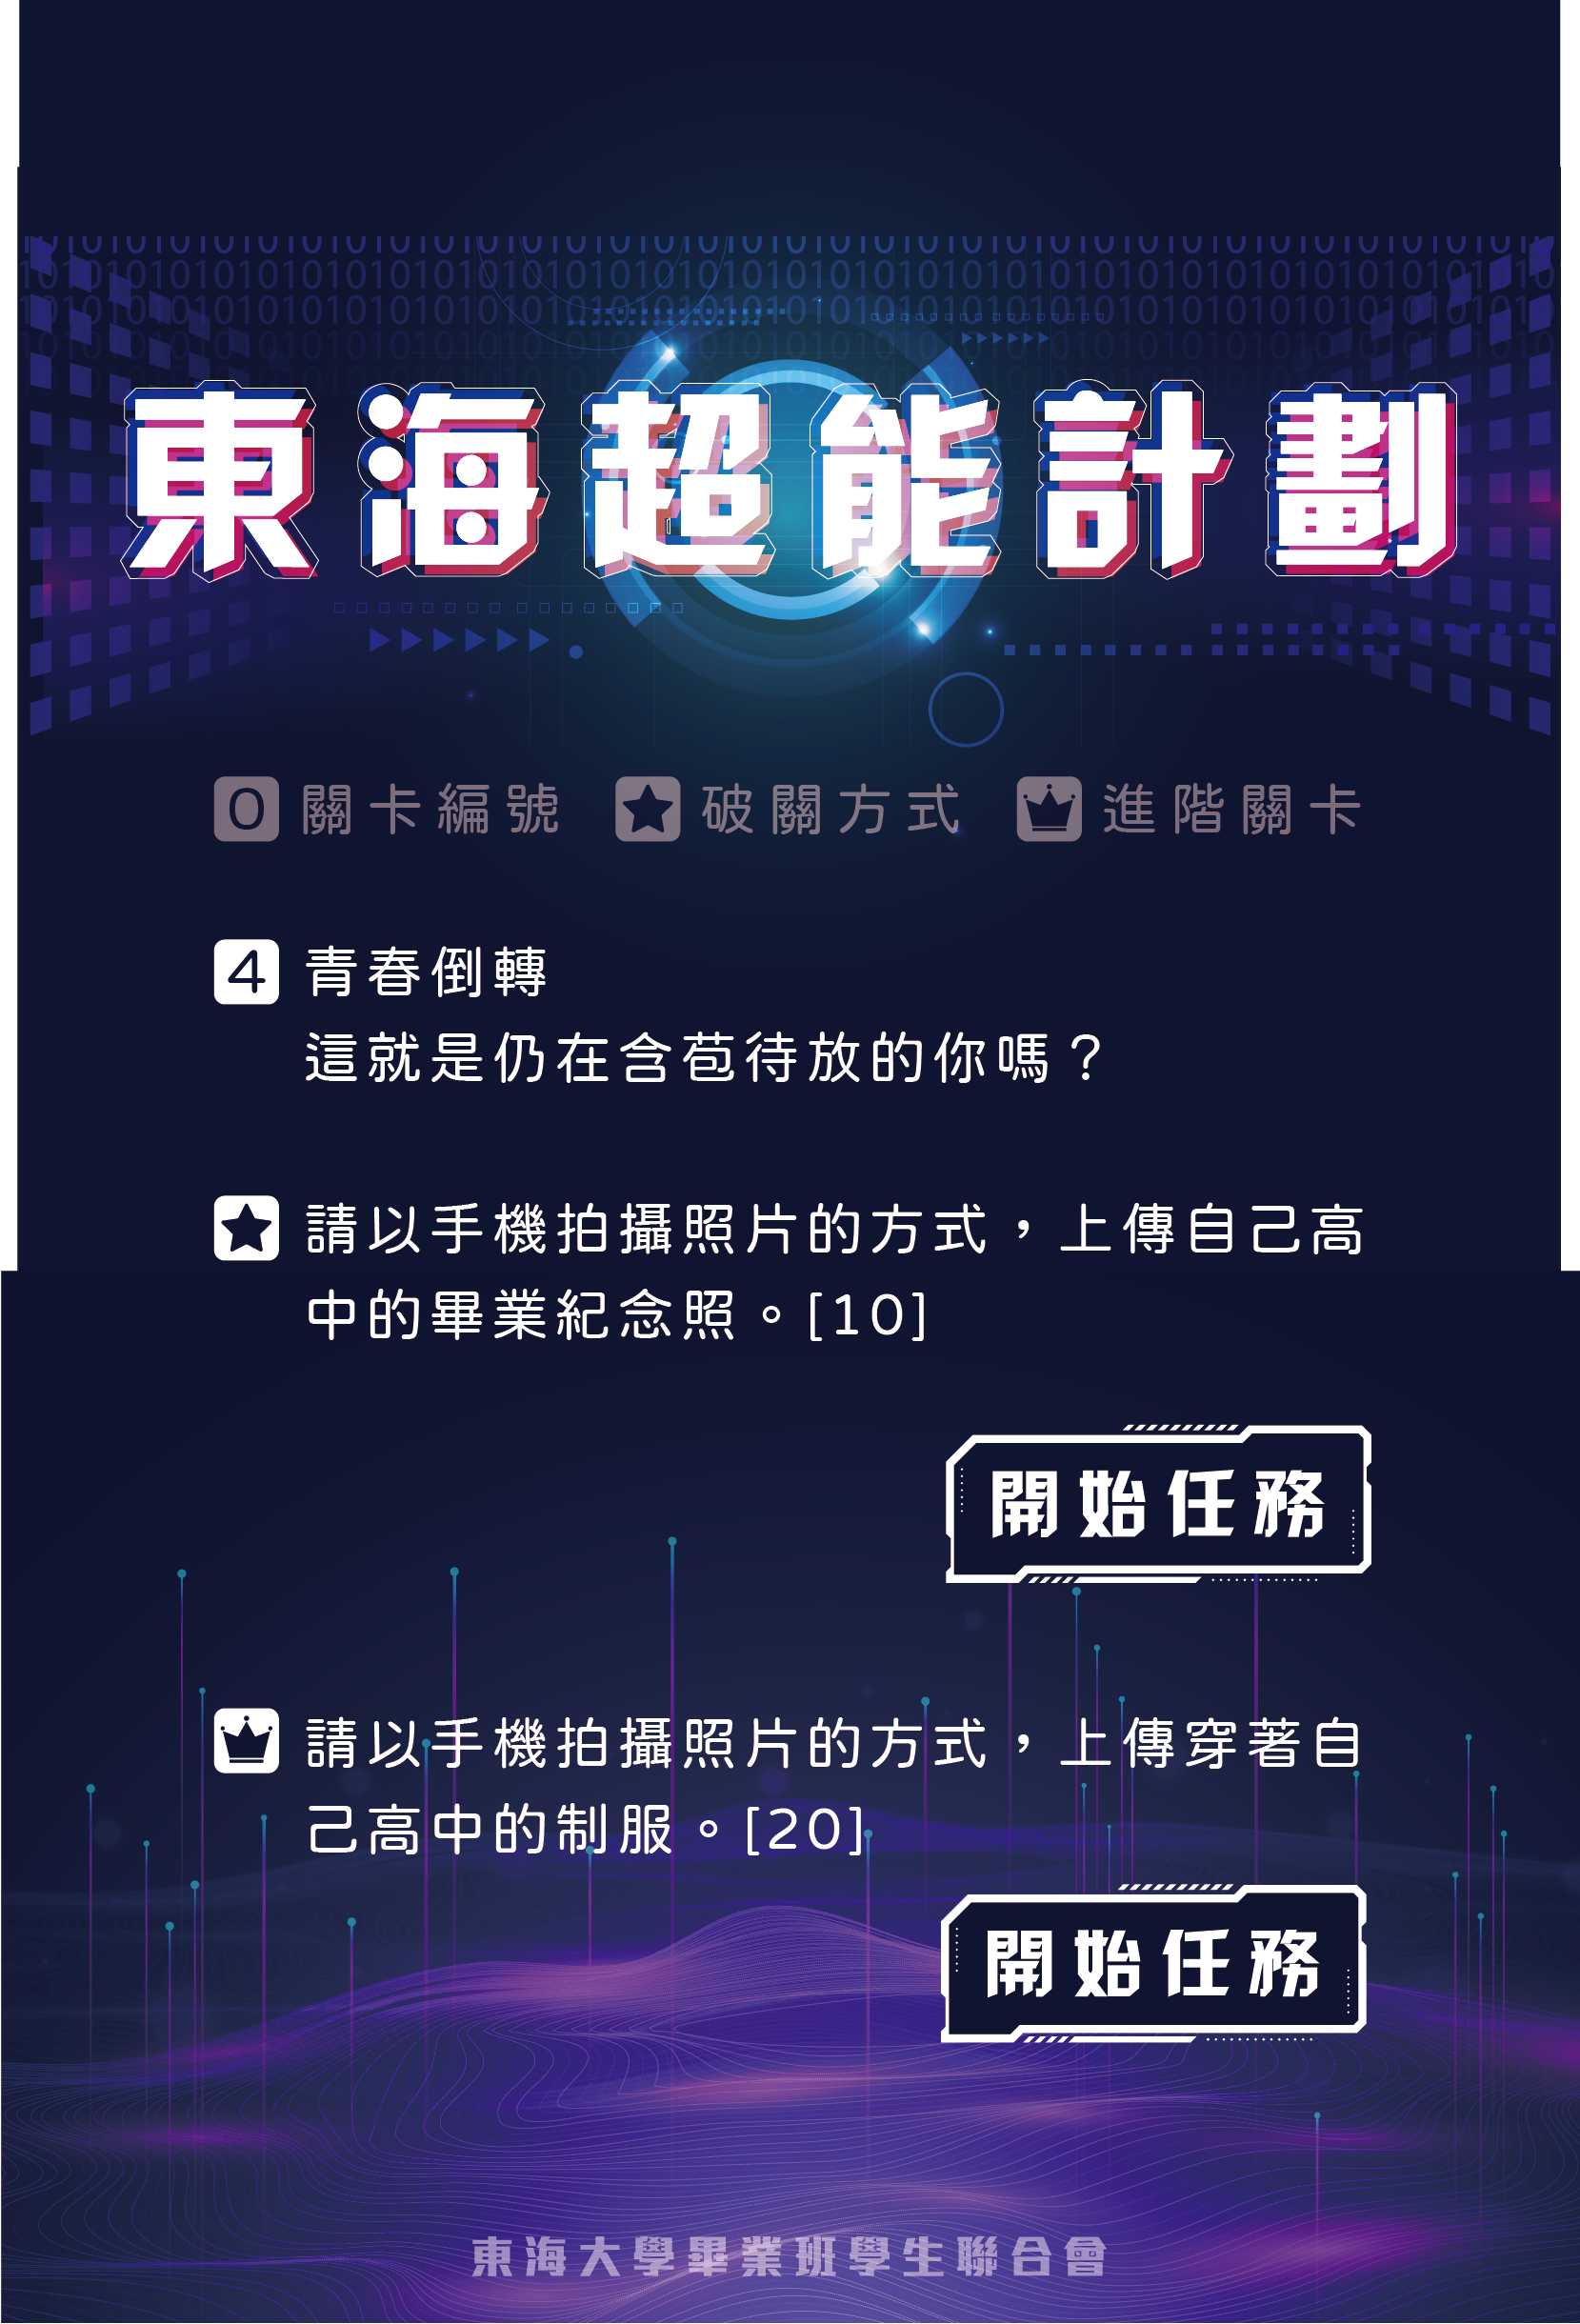 東海超能計劃
0 關卡編號 破關方式 進階關卡
4 青春倒轉
這就是仍在含苞待放的你嗎？
請以手機拍攝照片的方式，上傳自己高
中的畢業紀念照。[10]
開始任務
請以手機拍攝照片的方式，上傳穿著自
己高中的制服。[20]
開始任務
東海大學畢業班學生聯合會